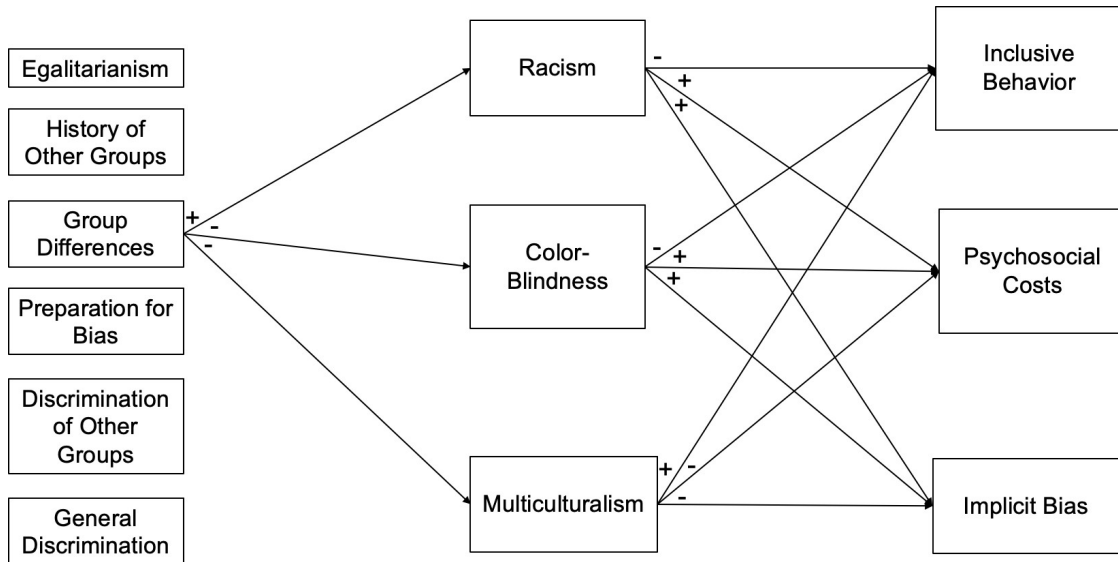 Egalitarianism
History of
Other Groups
Group
Differences
Preparation for
Bias
Discrimination
of Other
Groups
General
Discrimination
+
-
-
Racism
-
+
+
Color-
Blindness
-
+
+
Multiculturalism
+
-
-
Inclusive
Behavior
Psychosocial
Costs
Implicit Bias